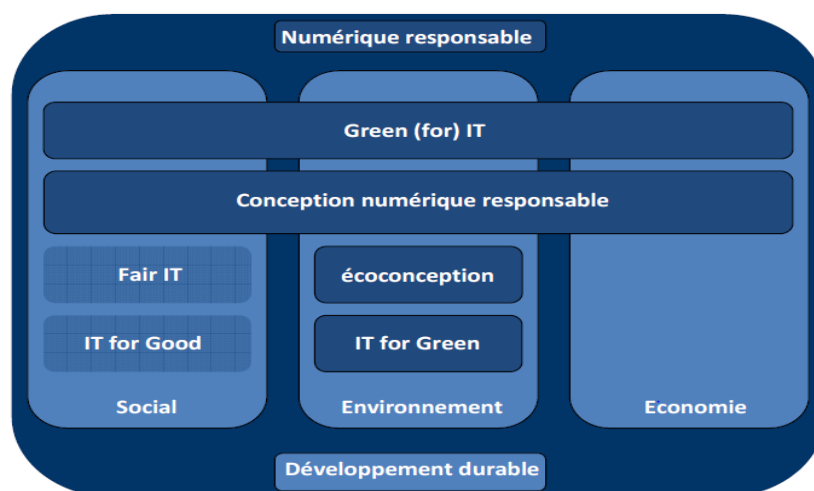 Numérique responsable
Green (for) IT
Conception numérique responsable
Fair IT
écoconception
IT for Good
IT for Green
Social
Environnement
Economie
Développement durable